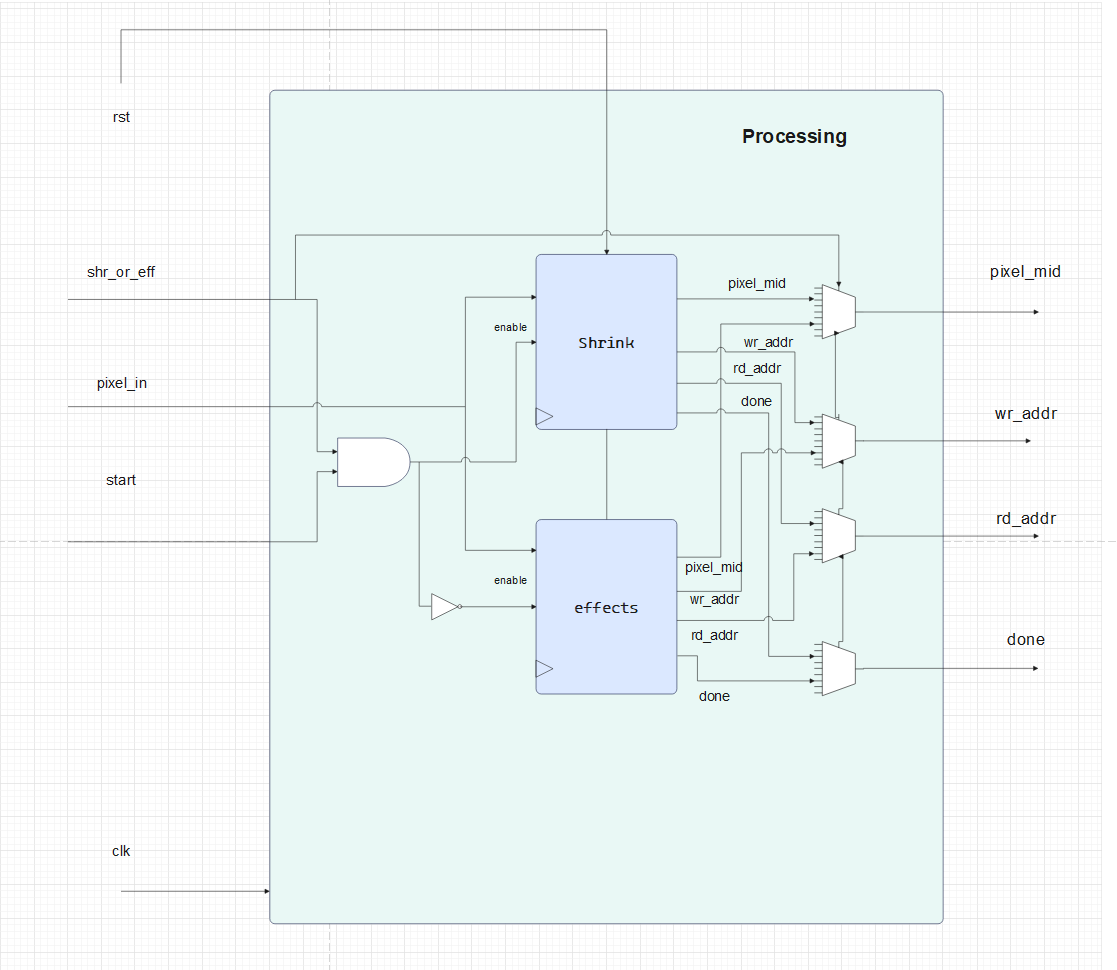 rst
Processing
shr_or_eff
pixel_mid
pixel_mid
enable
Shrink
wr_addr
rd_addr
pixel_in
done
wr_addr
start
rd_addr
pixel_mid
enable
effects
wr_addr
rd_addr
done
done
clk